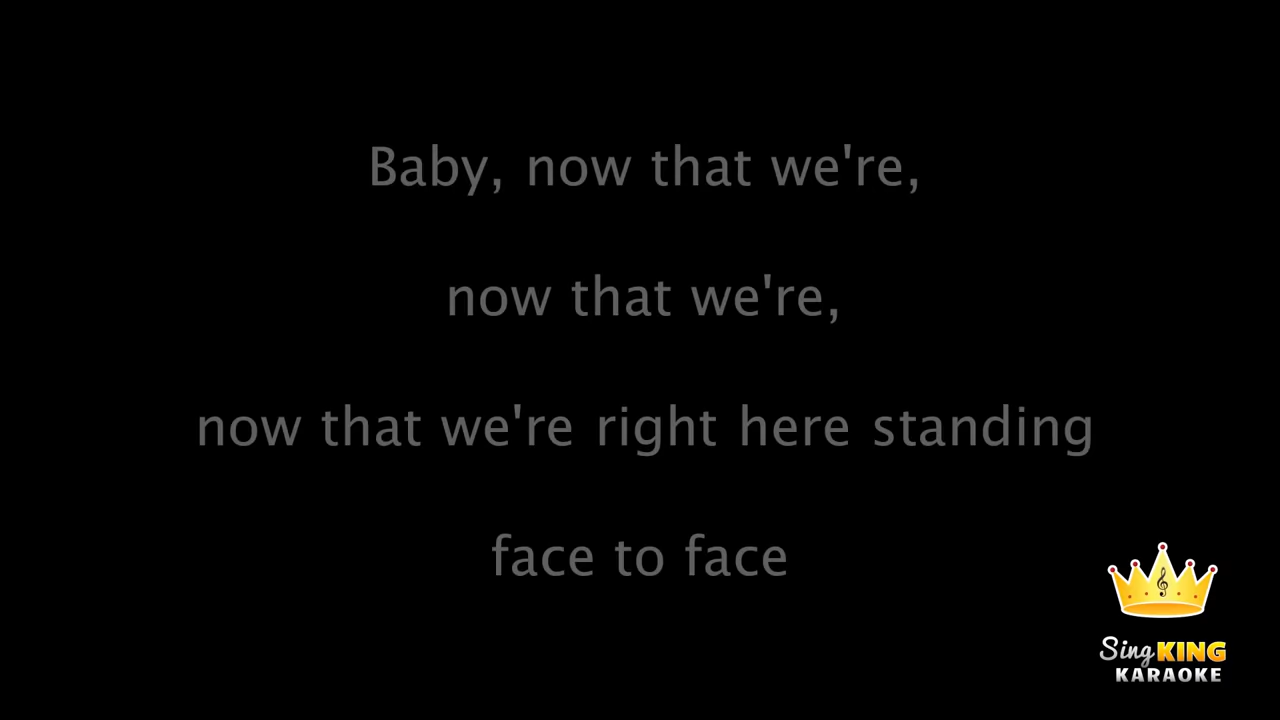 Baby, now that we're,
now that we're,
now that we're right here standing
face to face
Sing KING
KARAOKE